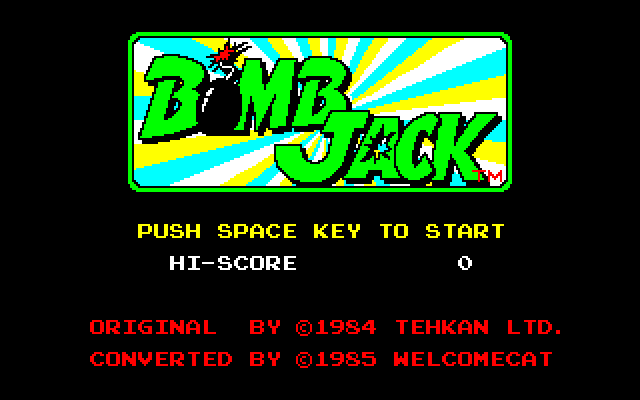 BOMB
JACK TM
PUSH SPACE KEY TO START
HI-SCORE 0
ORIGINAL BY ©1984 TEHKAN LTD.
CONVERTED BY ©1985 WELCOMECAT